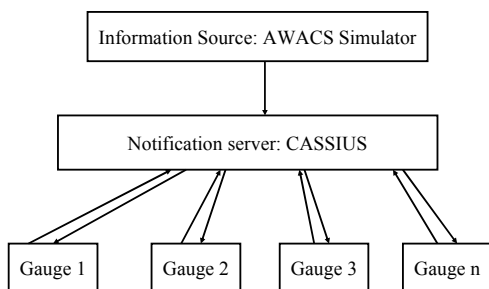 Information Source: AWACS Simulator
Notification server: CASSIUS
Gauge 1
Gauge 2
Gauge 3
Gauge n